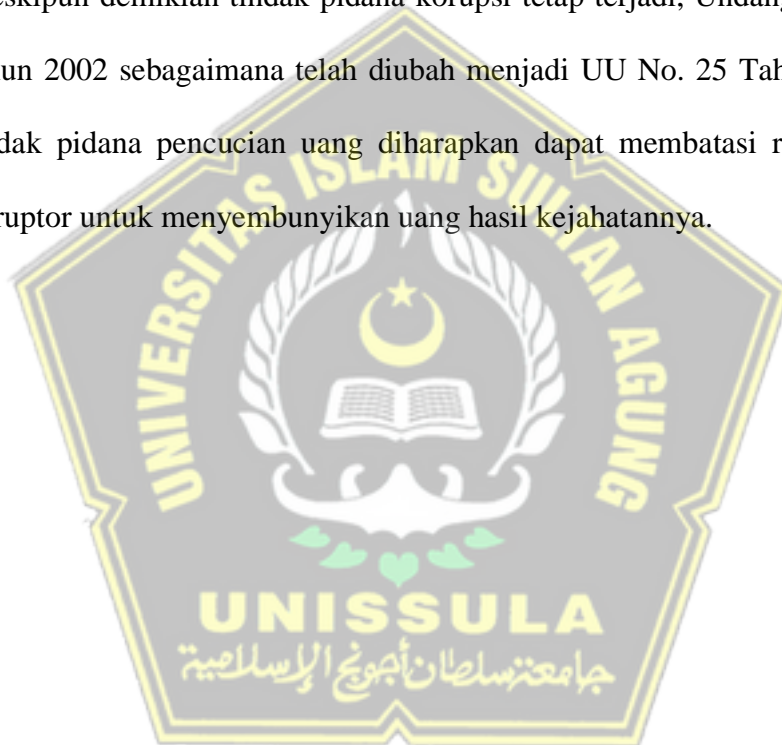 skipun demikian tindak pidana korupsi tetap terjadi, Undang
un 2002 sebagaimana telah diubah menjadi UU No. 25 Tah
dak pidana pencucian uang diharapkan dapat membatasi r
ruptor untuk menyembunyikan uang hasil kejahatannya.
UNIVERSITAS ISLAM SULTAN AGUNG
UNISSULA
جامعة سلطان أجونج الإسلامية